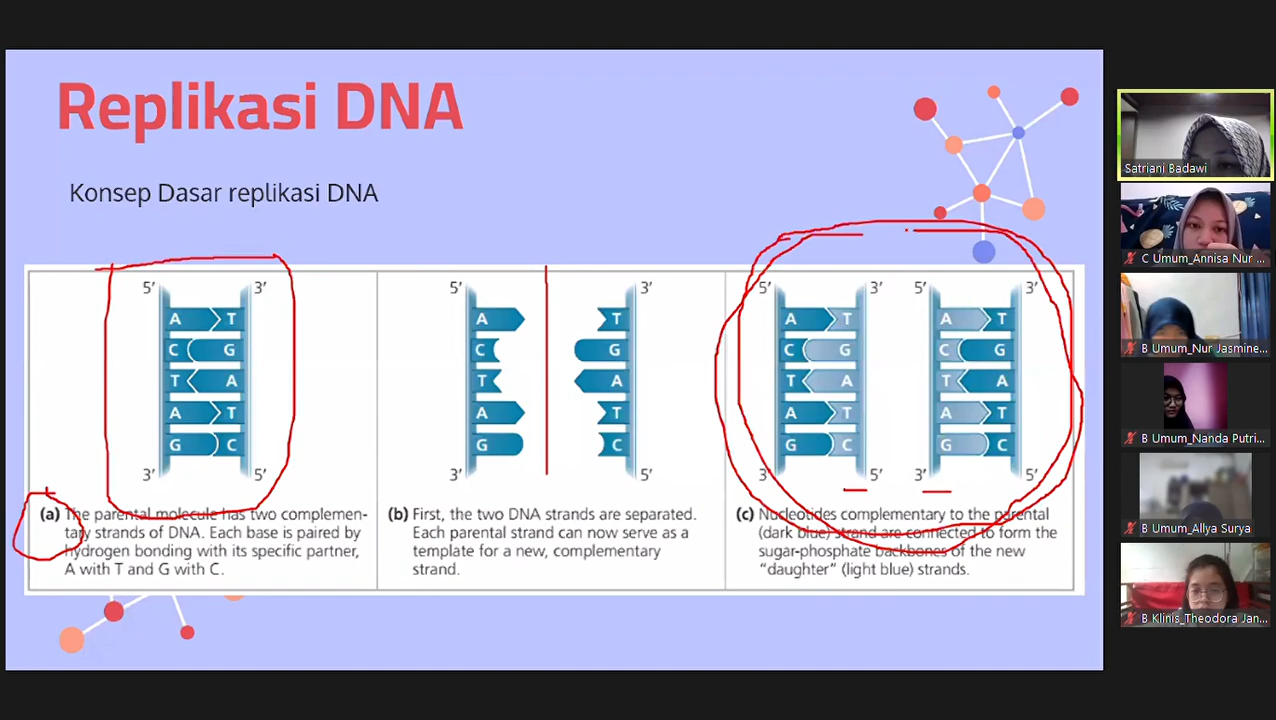 Replikasi DNA
Konsep Dasar replikasi DNA
5' 3'
A T
C G
T A
A T
G C
3' 5'
(a) The parental molecule has two complemen-
tary strands of DNA. Each base is paired by
hydrogen bonding with its specific partner,
A with T and G with C.
5' 3'
A T
C G
T A
A T
G C
3' 5'
(b) First, the two DNA strands are separated.
Each parental strand can now serve as a
template for a new, complementary
strand.
5' 3' 5' 3'
A T A T
C G C G
T A T A
A T A T
G C G C
3' 5' 3' 5'
(c) Nucleotides complementary to the parental
(dark blue) strand are connected to form the
sugar-phosphate backbones of the new
“daughter” (light blue) strands.
Satriani Badawi
C Umum_Annisa Nur ...
B Umum_Nur Jasmine...
B Umum_Nanda Putri...
B Umum_Allya Surya
B Klinis_Theodora Jan...